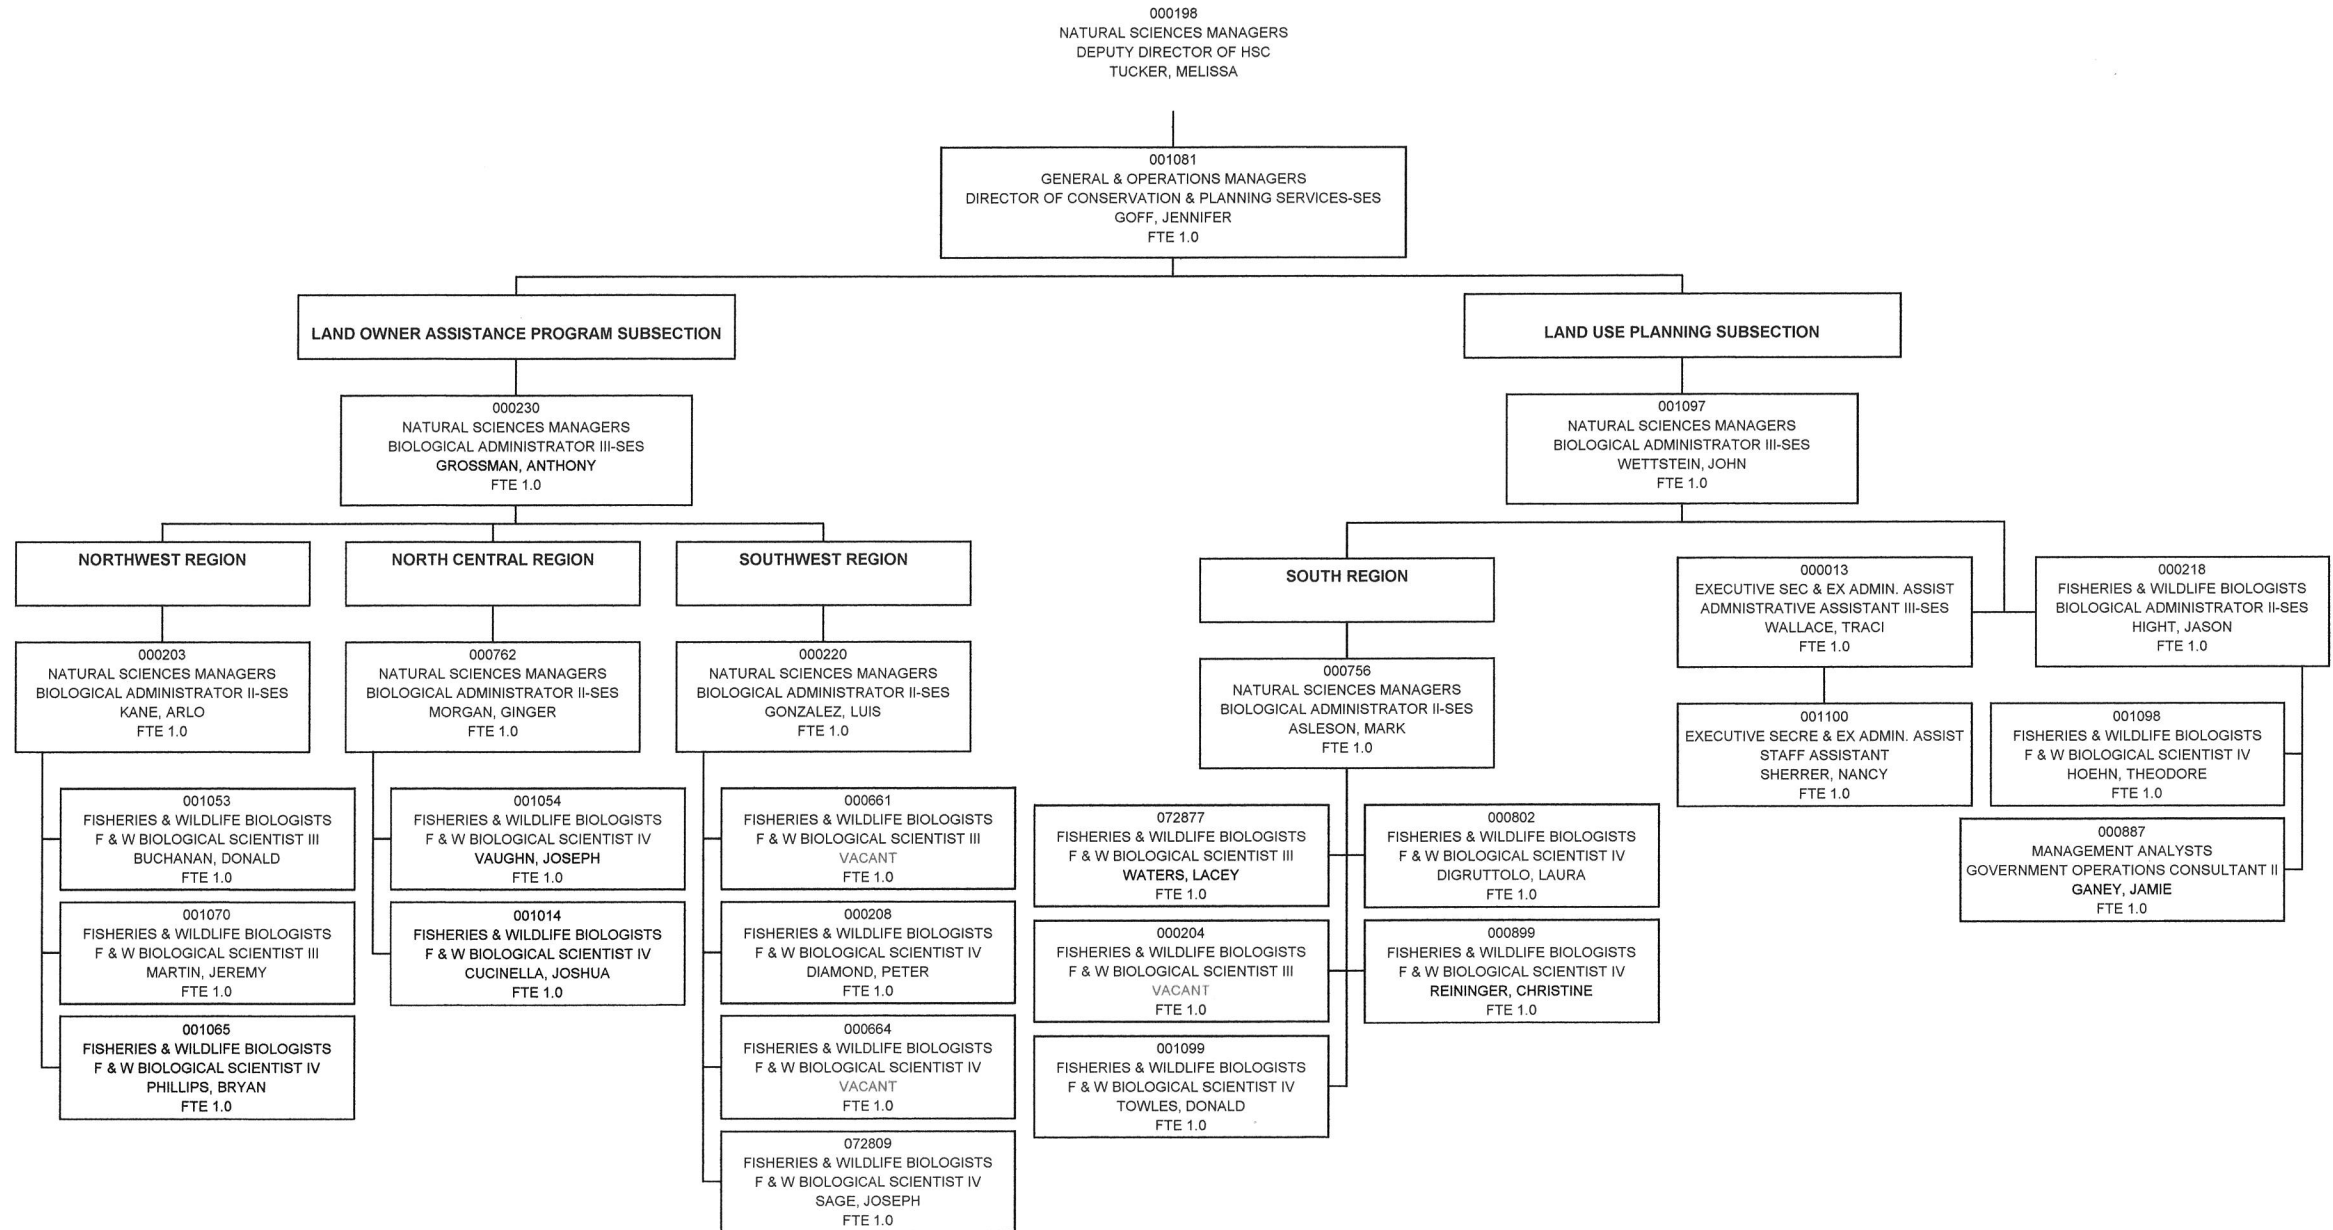 000198
NATURAL SCIENCES MANAGERS
DEPUTY DIRECTOR OF HSC
TUCKER, MELISSA
001081
GENERAL & OPERATIONS MANAGERS
DIRECTOR OF CONSERVATION & PLANNING SERVICES-SES
GOFF, JENNIFER
FTE 1.0
LAND OWNER ASSISTANCE PROGRAM SUBSECTION
000230
NATURAL SCIENCES MANAGERS
BIOLOGICAL ADMINISTRATOR III-SES
GROSSMAN, ANTHONY
FTE 1.0
NORTHWEST REGION
000203
NATURAL SCIENCES MANAGERS
BIOLOGICAL ADMINISTRATOR II-SES
KANE, ARLO
FTE 1.0
001053
FISHERIES & WILDLIFE BIOLOGISTS
F & W BIOLOGICAL SCIENTIST III
BUCHANAN, DONALD
FTE 1.0
001070
FISHERIES & WILDLIFE BIOLOGISTS
F & W BIOLOGICAL SCIENTIST III
MARTIN, JEREMY
FTE 1.0
001065
FISHERIES & WILDLIFE BIOLOGISTS
F & W BIOLOGICAL SCIENTIST IV
PHILLIPS, BRYAN
FTE 1.0
NORTH CENTRAL REGION
000762
NATURAL SCIENCES MANAGERS
BIOLOGICAL ADMINISTRATOR II-SES
MORGAN, GINGER
FTE 1.0
001054
FISHERIES & WILDLIFE BIOLOGISTS
F & W BIOLOGICAL SCIENTIST IV
VAUGHN, JOSEPH
FTE 1.0
001014
FISHERIES & WILDLIFE BIOLOGISTS
F & W BIOLOGICAL SCIENTIST IV
CUCINELLA, JOSHUA
FTE 1.0
SOUTHWEST REGION
000220
NATURAL SCIENCES MANAGERS
BIOLOGICAL ADMINISTRATOR II-SES
GONZALEZ, LUIS
FTE 1.0
000661
FISHERIES & WILDLIFE BIOLOGISTS
F & W BIOLOGICAL SCIENTIST III
VACANT
FTE 1.0
000208
FISHERIES & WILDLIFE BIOLOGISTS
F & W BIOLOGICAL SCIENTIST IV
DIAMOND, PETER
FTE 1.0
000664
FISHERIES & WILDLIFE BIOLOGISTS
F & W BIOLOGICAL SCIENTIST IV
VACANT
FTE 1.0
072809
FISHERIES & WILDLIFE BIOLOGISTS
F & W BIOLOGICAL SCIENTIST IV
SAGE, JOSEPH
FTE 1.0
LAND USE PLANNING SUBSECTION
001097
NATURAL SCIENCES MANAGERS
BIOLOGICAL ADMINISTRATOR III-SES
WETTSTEIN, JOHN
FTE 1.0
SOUTH REGION
000756
NATURAL SCIENCES MANAGERS
BIOLOGICAL ADMINISTRATOR II-SES
ASLESON, MARK
FTE 1.0
072877
FISHERIES & WILDLIFE BIOLOGISTS
F & W BIOLOGICAL SCIENTIST III
WATERS, LACEY
FTE 1.0
000802
FISHERIES & WILDLIFE BIOLOGISTS
F & W BIOLOGICAL SCIENTIST IV
DIGRUTTOLO, LAURA
FTE 1.0
000204
FISHERIES & WILDLIFE BIOLOGISTS
F & W BIOLOGICAL SCIENTIST III
VACANT
FTE 1.0
000899
FISHERIES & WILDLIFE BIOLOGISTS
F & W BIOLOGICAL SCIENTIST IV
REININGER, CHRISTINE
FTE 1.0
001099
FISHERIES & WILDLIFE BIOLOGISTS
F & W BIOLOGICAL SCIENTIST IV
TOWLES, DONALD
FTE 1.0
000013
EXECUTIVE SEC & EX ADMIN. ASSIST
ADMNISTRATIVE ASSISTANT III-SES
WALLACE, TRACI
FTE 1.0
001100
EXECUTIVE SECRE & EX ADMIN. ASSIST
STAFF ASSISTANT
SHERRER, NANCY
FTE 1.0
000218
FISHERIES & WILDLIFE BIOLOGISTS
BIOLOGICAL ADMINISTRATOR II-SES
HIGHT, JASON
FTE 1.0
001098
FISHERIES & WILDLIFE BIOLOGISTS
F & W BIOLOGICAL SCIENTIST IV
HOEHN, THEODORE
FTE 1.0
000887
MANAGEMENT ANALYSTS
GOVERNMENT OPERATIONS CONSULTANT II
GANEY, JAMIE
FTE 1.0